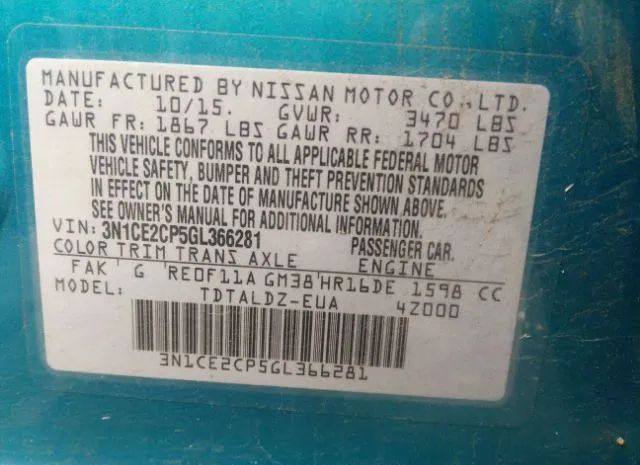 MANUFACTURED BY NISSAN MOTOR CO.,LTD.
DATE: 10/15. GVWR: 3470 LBS
GAWR FR: 1867 LBS GAWR RR: 1704 LBS
THIS VEHICLE CONFORMS TO ALL APPLICABLE FEDERAL MOTOR
VEHICLE SAFETY, BUMPER AND THEFT PREVENTION STANDARDS
IN EFFECT ON THE DATE OF MANUFACTURE SHOWN ABOVE.
SEE OWNER'S MANUAL FOR ADDITIONAL INFORMATION.
VIN: 3N1CE2CP5GL366281 PASSENGER CAR.
COLOR TRIM TRANS AXLE ENGINE
FAK' G 'RE0F11A GM38'HR16DE 1598 CC
MODEL: TDTALDZ-EUA 42000
3N1CE2CP5GL366281